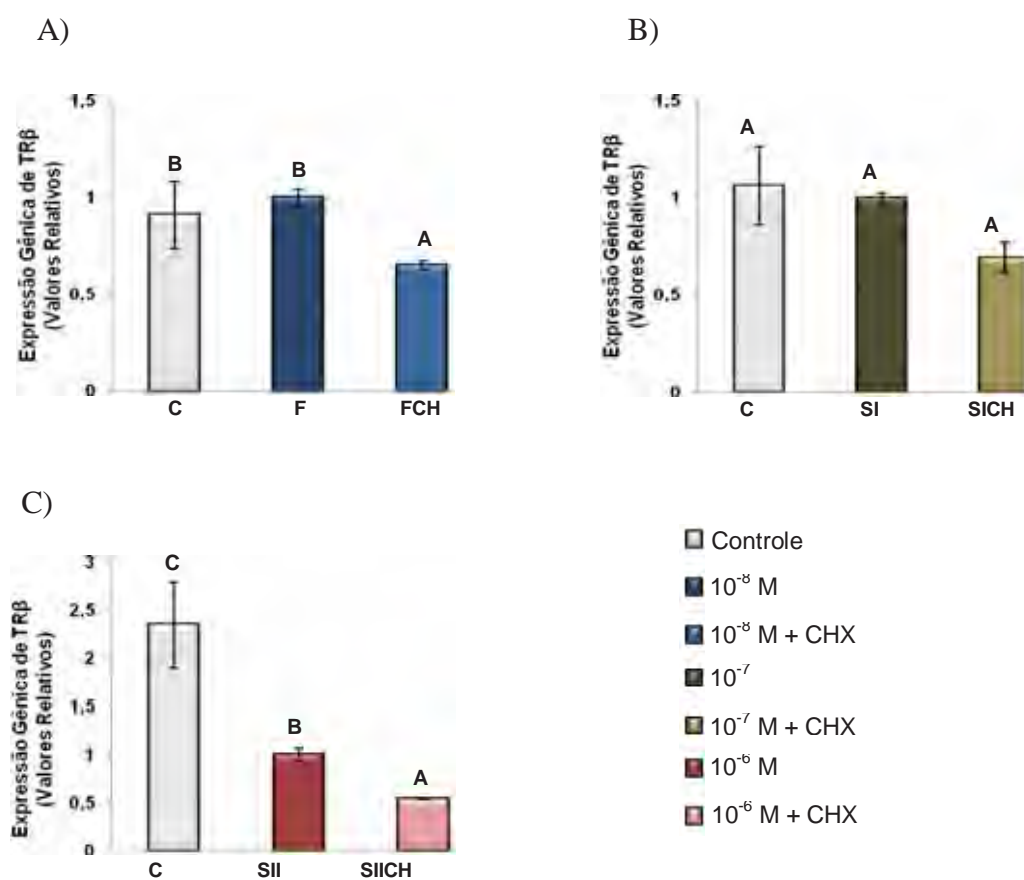 A)
Expressão Gênica de TRβ
(Valores Relativos)
1.5
1
0.5
0
B
B
A
C
F
FCH
B)
Expressão Gênica de TRβ
(Valores Relativos)
1.5
1
0.5
0
A
A
A
C
SI
SICH
C)
Expressão Gênica de TRβ
(Valores Relativos)
3
2,5
2
1,5
1
0,5
0
C
B
A
C
SII
SIICH
Controle
10⁻⁸ M
10⁻⁸ M + CHX
10⁻⁷
10⁻⁷ M + CHX
10⁻⁶ M
10⁻⁶ M + CHX